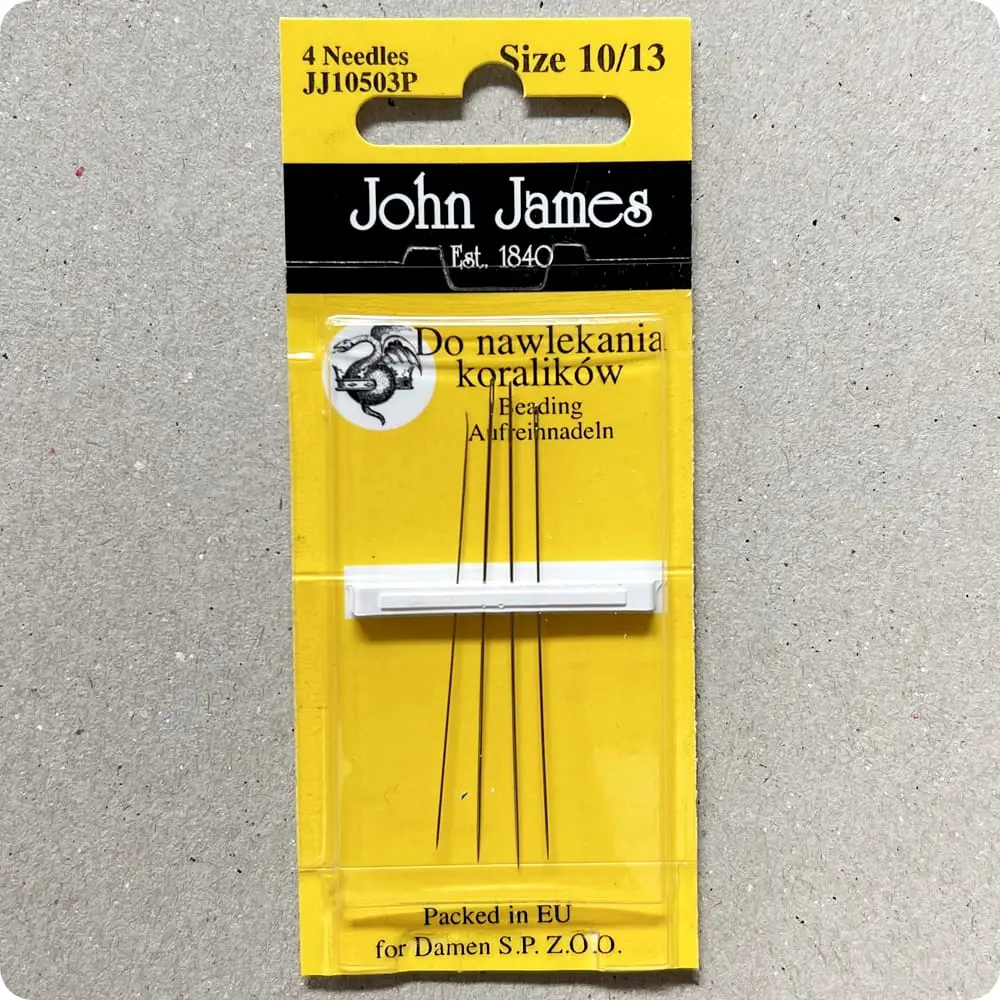 4 Needles
JJ10503P
Size 10/13
John James
Est. 1840
Do nawlekania
koralików
Beading
Aufreihnadeln
Packed in EU
for Damen S.P. Z.O.O.